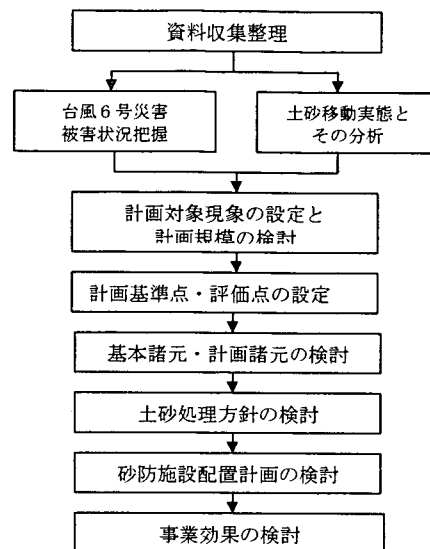 資料収集整理
台風6号災害
被害状況把握
土砂移動実態と
その分析
計画対象現象の設定と
計画規模の検討
計画基準点・評価点の設定
基本諸元・計画諸元の検討
土砂処理方針の検討
砂防施設配置計画の検討
事業効果の検討